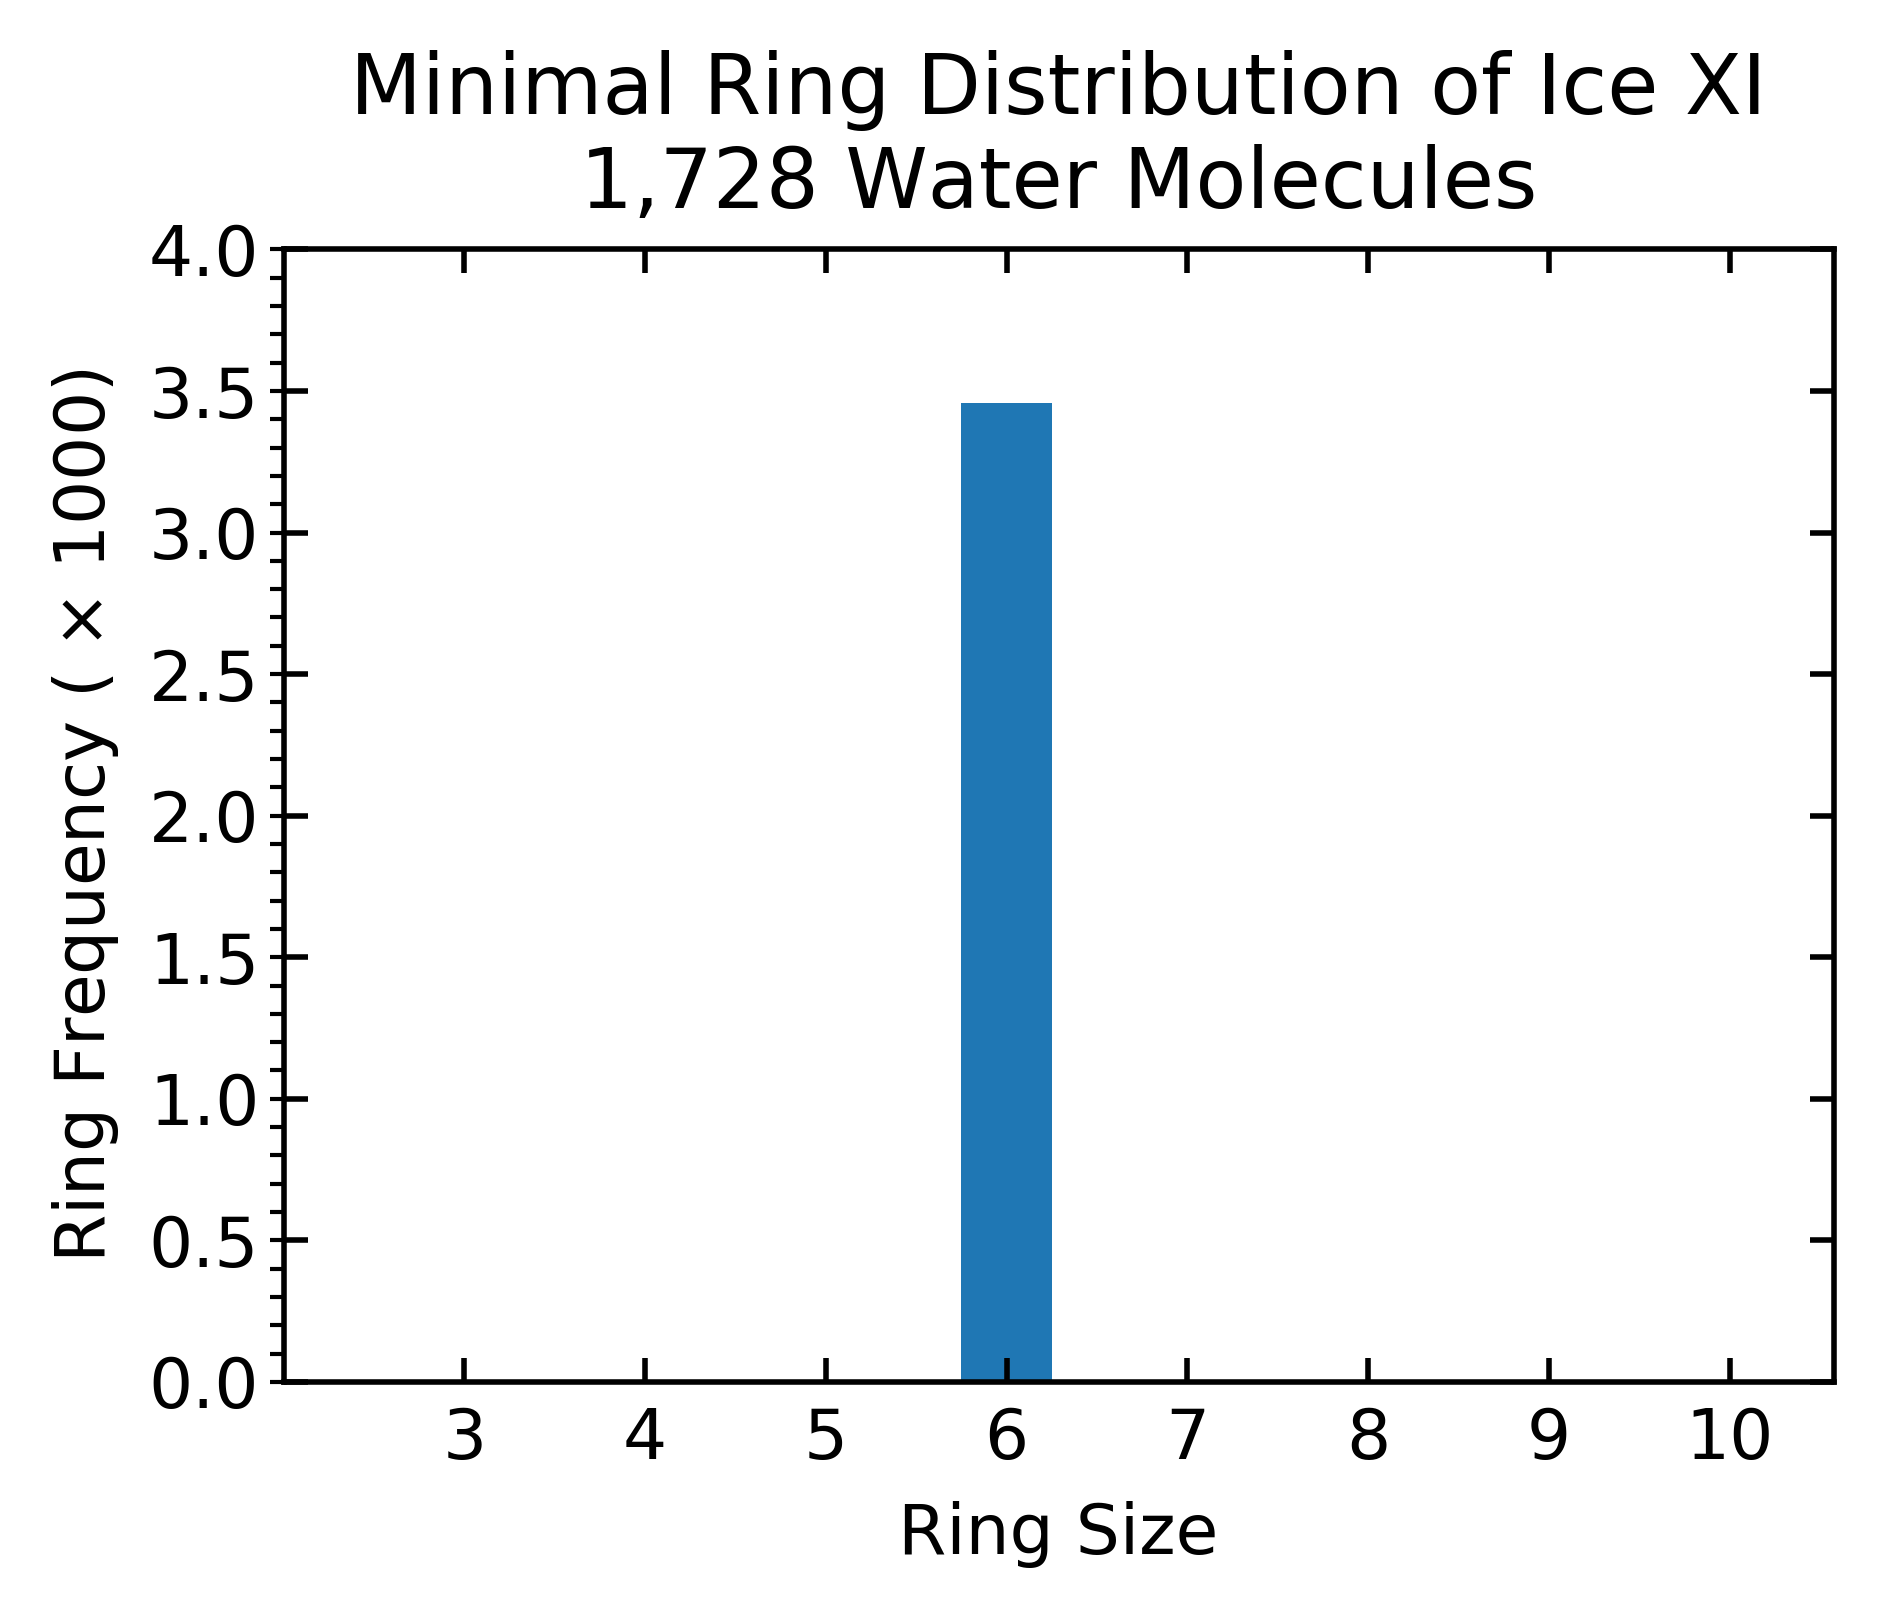 Minimal Ring Distribution of Ice XI
1,728 Water Molecules
Ring Frequency ( × 1000)
4.0
3.5
3.0
2.5
2.0
1.5
1.0
0.5
0.0
3 4 5 6 7 8 9 10
Ring Size